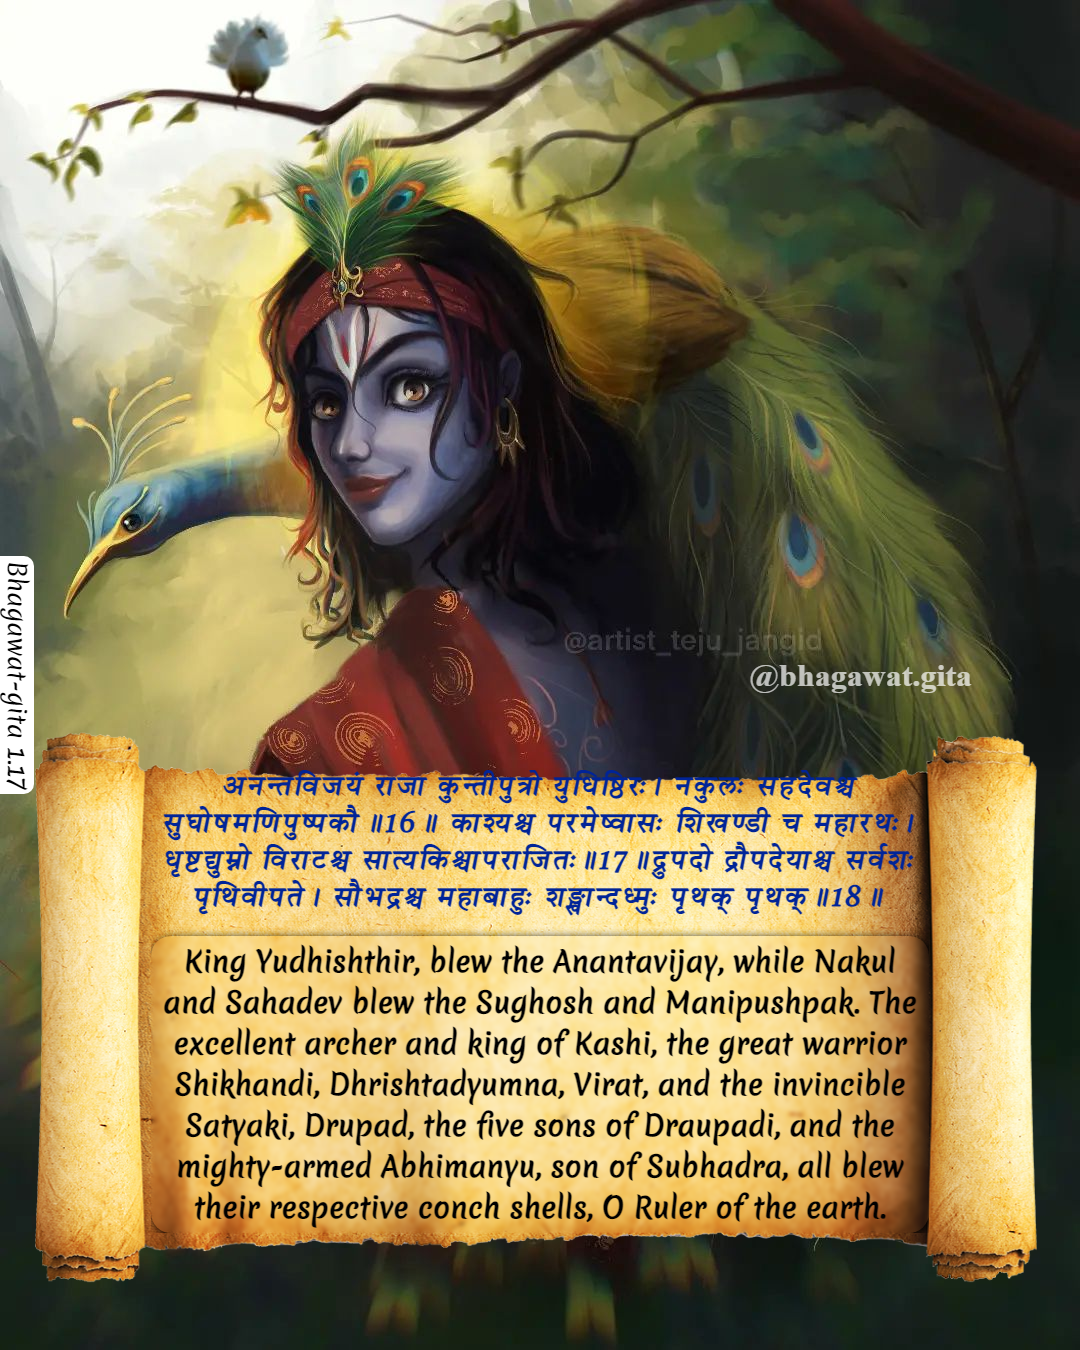 @artist_teju_jangid
@bhagawat.gita
Bhagawat-gita 1.17
अनन्तविजयं राजा कुन्तीपुत्रो युधिष्ठिरः। नकुलः सहदेवश्च
सुघोषमणिपुष्पकौ ॥16॥ काश्यश्च परमेष्वासः शिखण्डी च महारथः।
धृष्टद्युम्नो विराटश्च सात्यकिश्चापराजितः ॥17॥द्रुपदो द्रौपदेयाश्च सर्वशः
पृथिवीपते। सौभद्रश्च महाबाहुः शङ्खान्दध्मुः पृथक् पृथक् ॥18॥
King Yudhishthir, blew the Anantavijay, while Nakul
and Sahadev blew the Sughosh and Manipushpak. The
excellent archer and king of Kashi, the great warrior
Shikhandi, Dhrishtadyumna, Virat, and the invincible
Satyaki, Drupad, the five sons of Draupadi, and the
mighty-armed Abhimanyu, son of Subhadra, all blew
their respective conch shells, O Ruler of the earth.